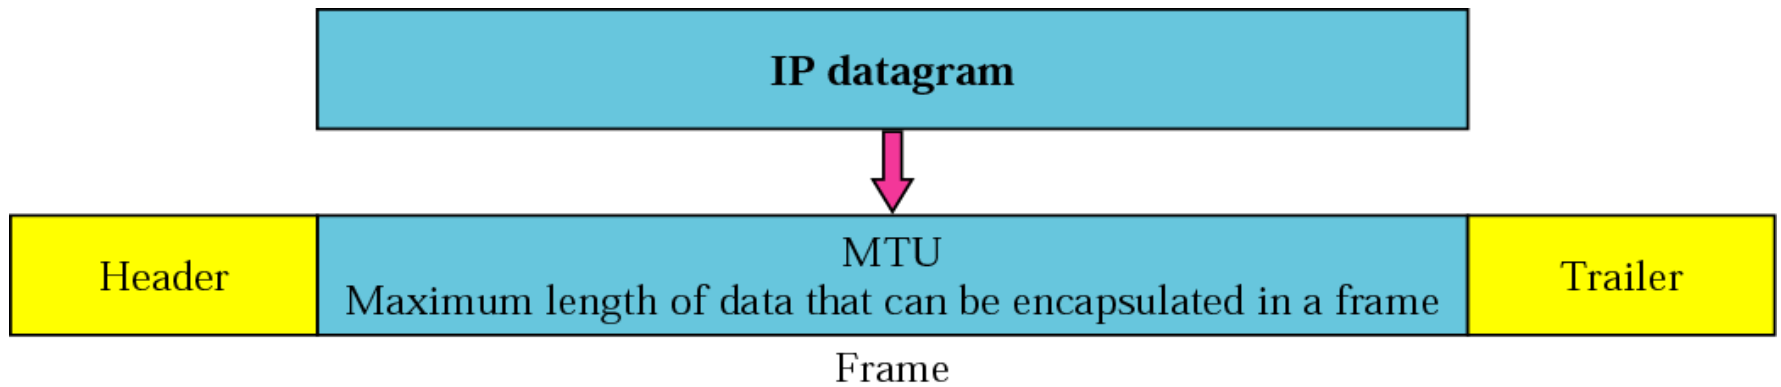 IP datagram
Header
MTU
Maximum length of data that can be encapsulated in a frame
Trailer
Frame